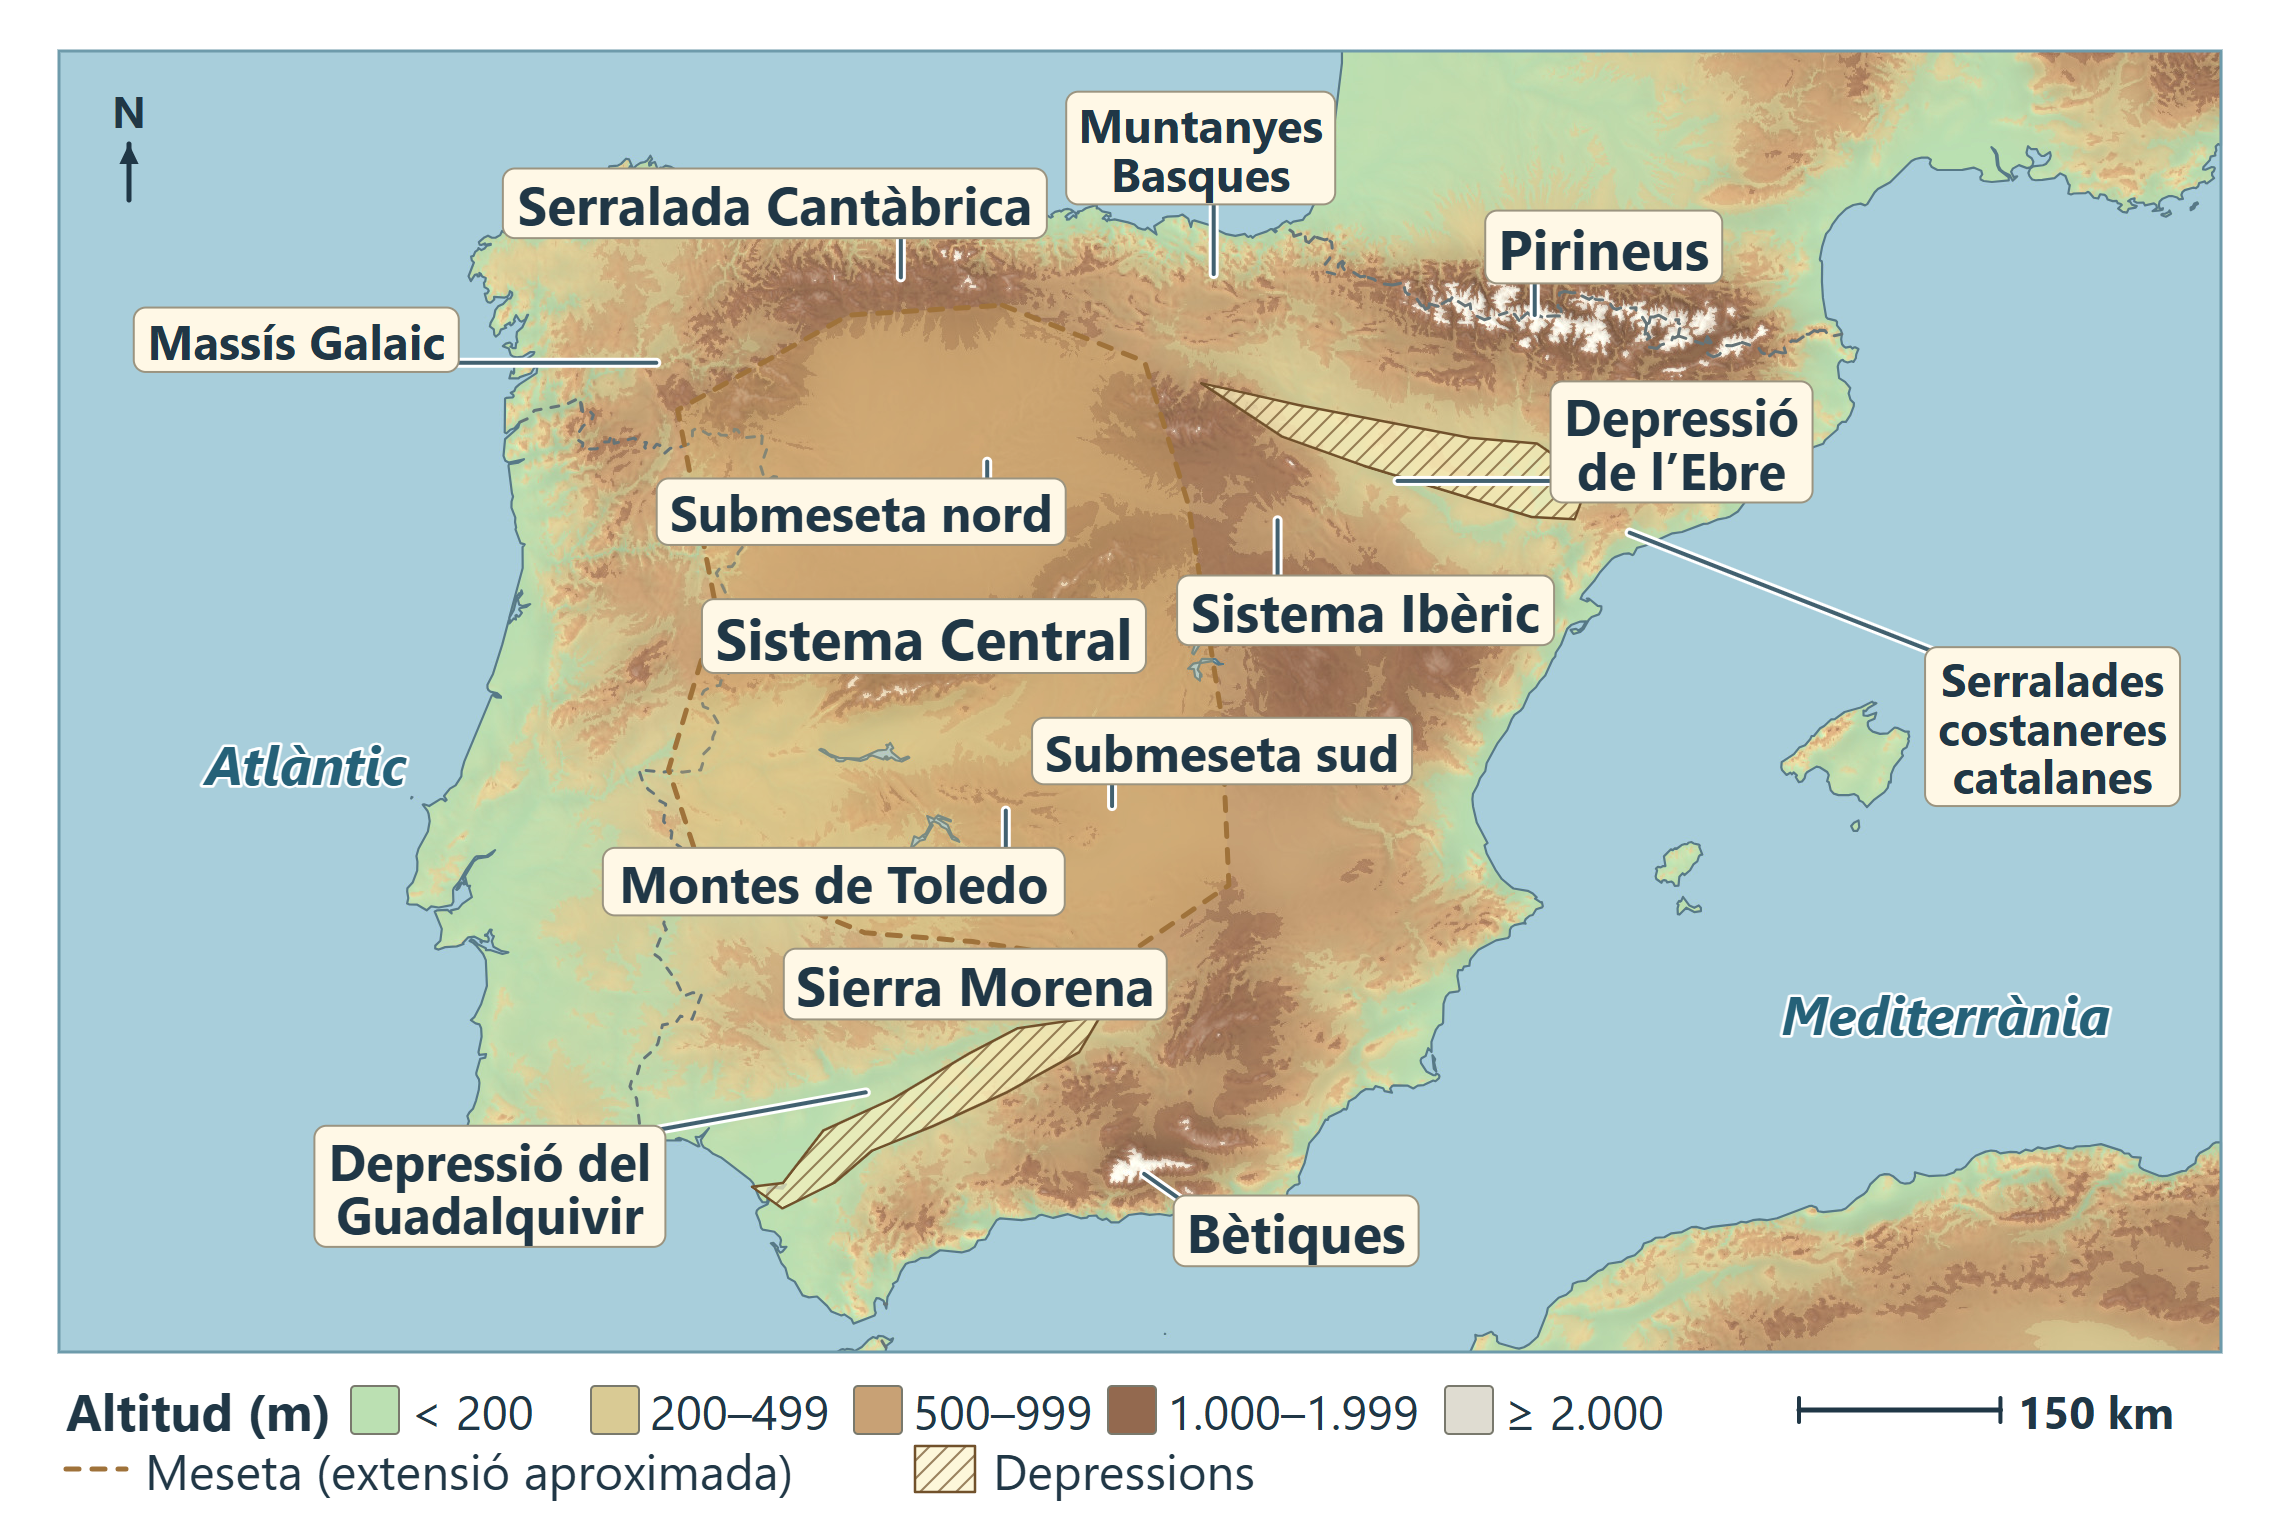 N
Muntanyes
Basques
Serralada Cantàbrica
Pirineus
Massís Galaic
Depressió
de l’Ebre
Submeseta nord
Sistema Ibèric
Sistema Central
Serralades
costaneres
catalanes
Atlàntic
Submeseta sud
Montes de Toledo
Sierra Morena
Mediterrània
Depressió del
Guadalquivir
Bètiques
Altitud (m) < 200 200–499 500–999 1.000–1.999 ≥ 2.000 150 km
Meseta (extensió aproximada) Depressions